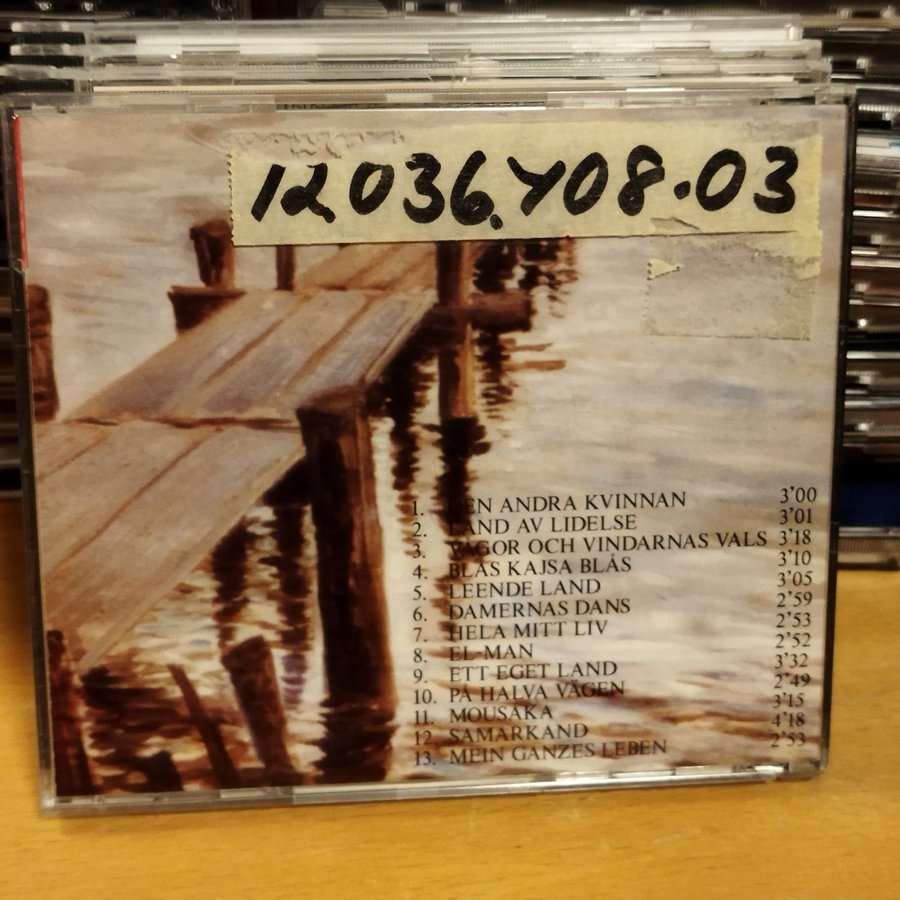 12.036.Y08.03
1. DEN ANDRA KVINNAN 3'00
2. LAND AV LIDELSE 3'01
3. VÅGOR OCH VINDARNAS VALS 3'18
4. BLÅS KAJSA BLÅS 3'10
5. LEENDE LAND 3'05
6. DAMERNAS DANS 2'59
7. HELA MITT LIV 2'53
8. EL-MAN 2'52
9. ETT EGET LAND 3'32
10. PÅ HALVA VÄGEN 2'49
11. MOUSAKA 3'15
12. SAMARKAND 4'18
13. MEIN GANZES LEBEN 2'53